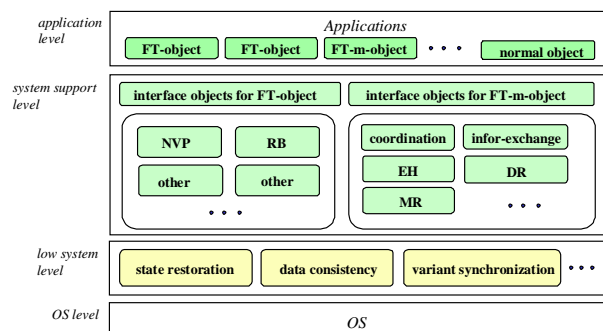 application level
Applications
FT-object
FT-object
FT-m-object
• • •
normal object
system support level
interface objects for FT-object
interface objects for FT-m-object
NVP
RB
other
other
• • •
coordination
infor-exchange
EH
DR
MR
• • •
low system level
state restoration
data consistency
variant synchronization
• • •
OS level
OS